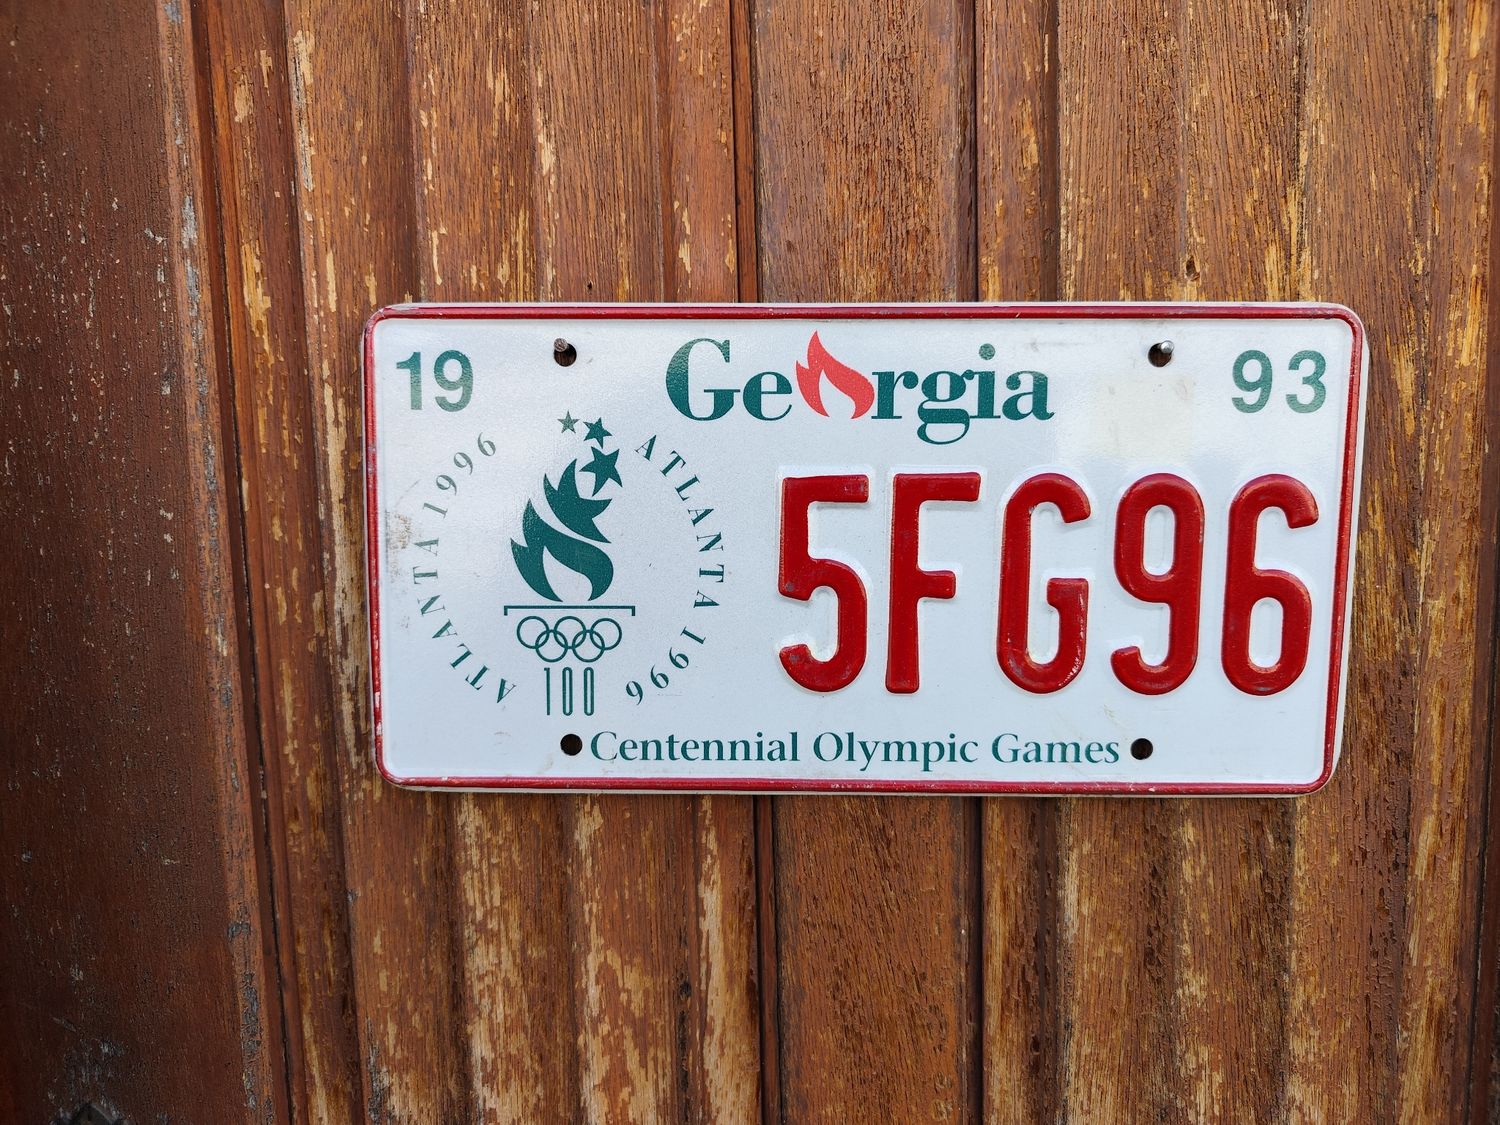 19 Georgia 93
ATLANTA 1996
ATLANTA 1996
100
5FG96
Centennial Olympic Games